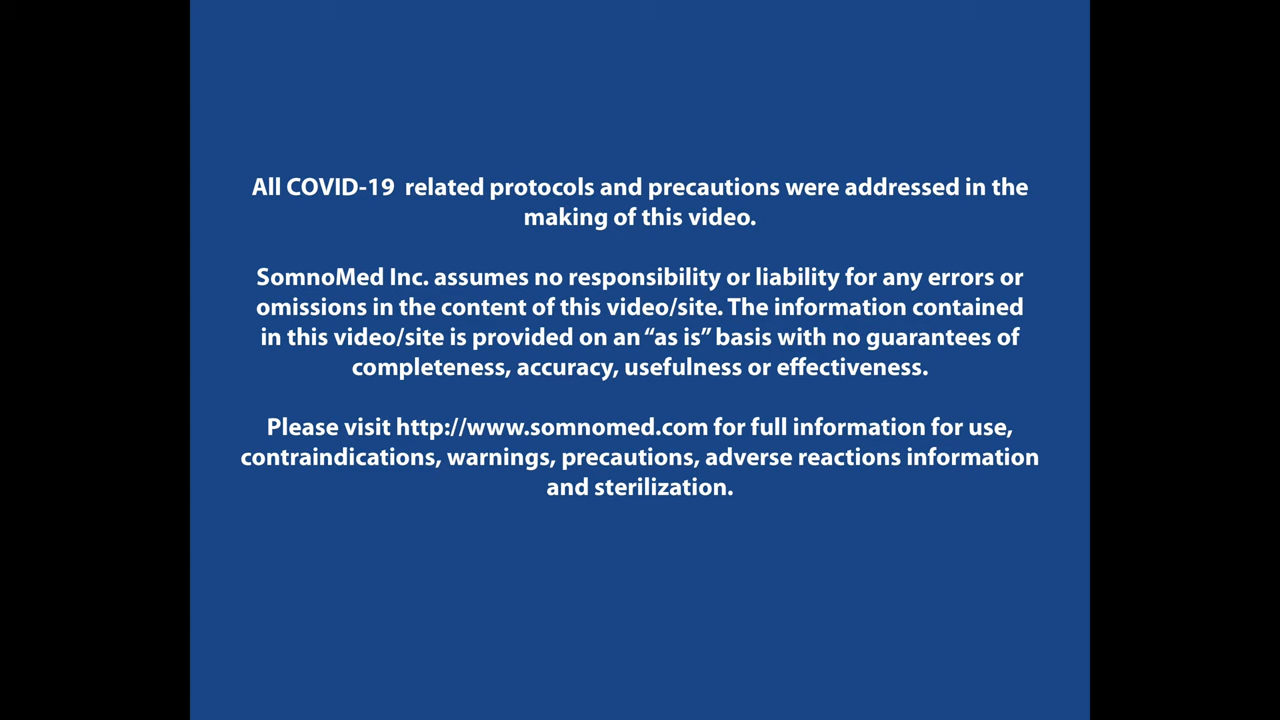 All COVID-19  related protocols and precautions were addressed in the
making of this video.
SomnoMed Inc. assumes no responsibility or liability for any errors or
omissions in the content of this video/site. The information contained
in this video/site is provided on an “as is” basis with no guarantees of
completeness, accuracy, usefulness or effectiveness.
Please visit http://www.somnomed.com for full information for use,
contraindications, warnings, precautions, adverse reactions information
and sterilization.